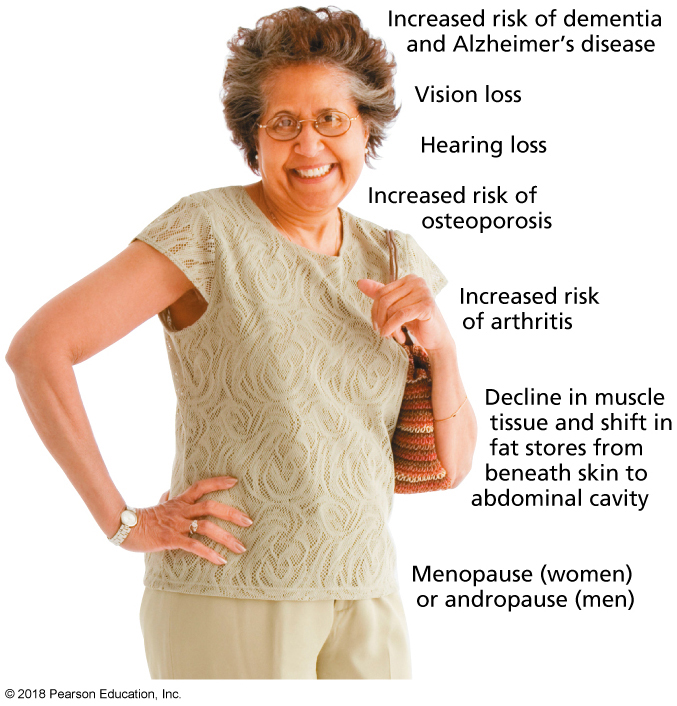 Increased risk of dementia
and Alzheimer’s disease
Vision loss
Hearing loss
Increased risk of
osteoporosis
Increased risk
of arthritis
Decline in muscle
tissue and shift in
fat stores from
beneath skin to
abdominal cavity
Menopause (women)
or andropause (men)
© 2018 Pearson Education, Inc.